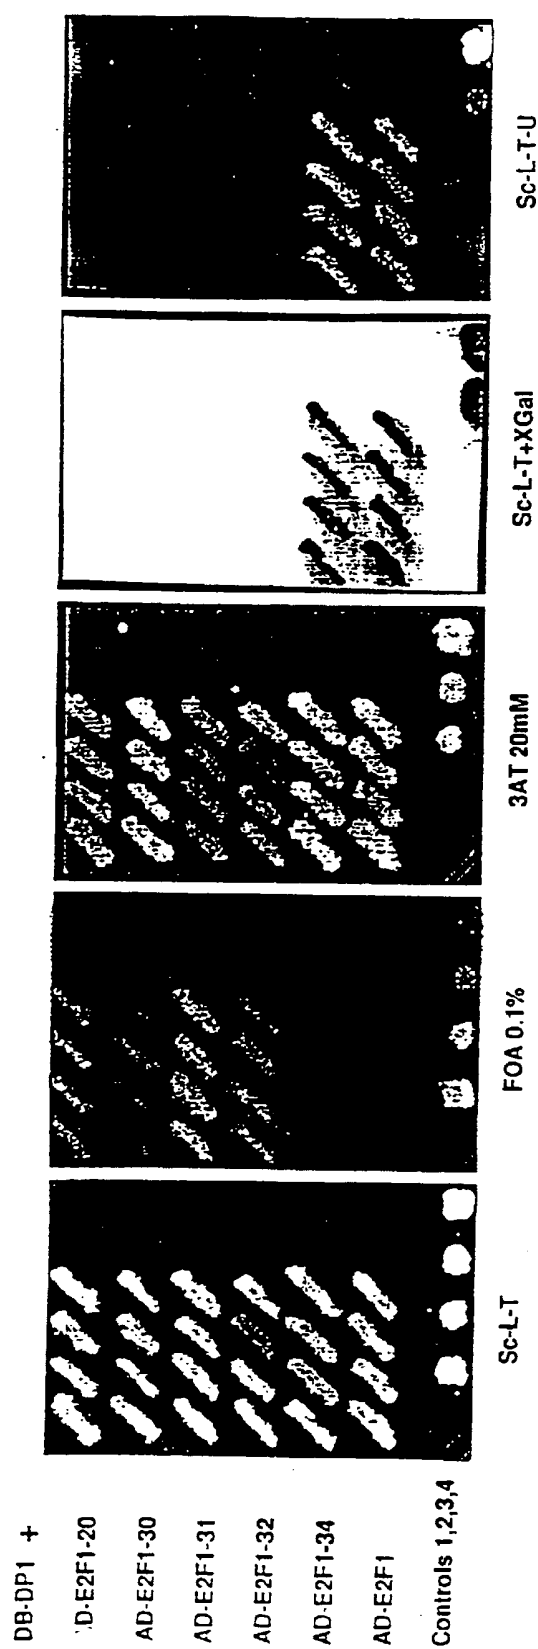 DB-DP1 +
D-E2F1-20
AD-E2F1-30
AD-E2F1-31
AD-E2F1-32
AD-E2F1-34
AD-E2F1
Controls 1,2,3,4
Sc-L-T
FOA 0.1%
3AT 20mM
Sc-L-T+XGal
Sc-L-T-U